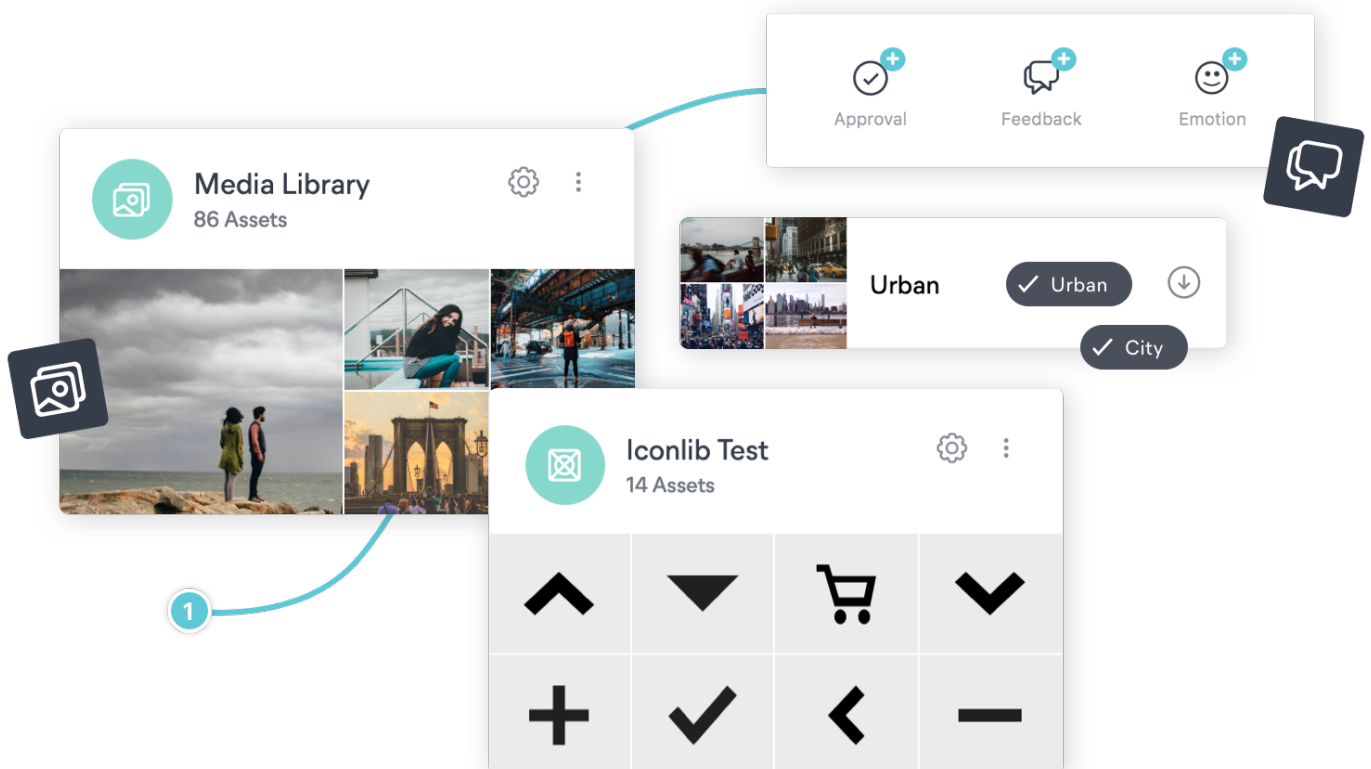 Approval
Feedback
Emotion
Media Library
86 Assets
Urban
Urban
City
Iconlib Test
14 Assets
1